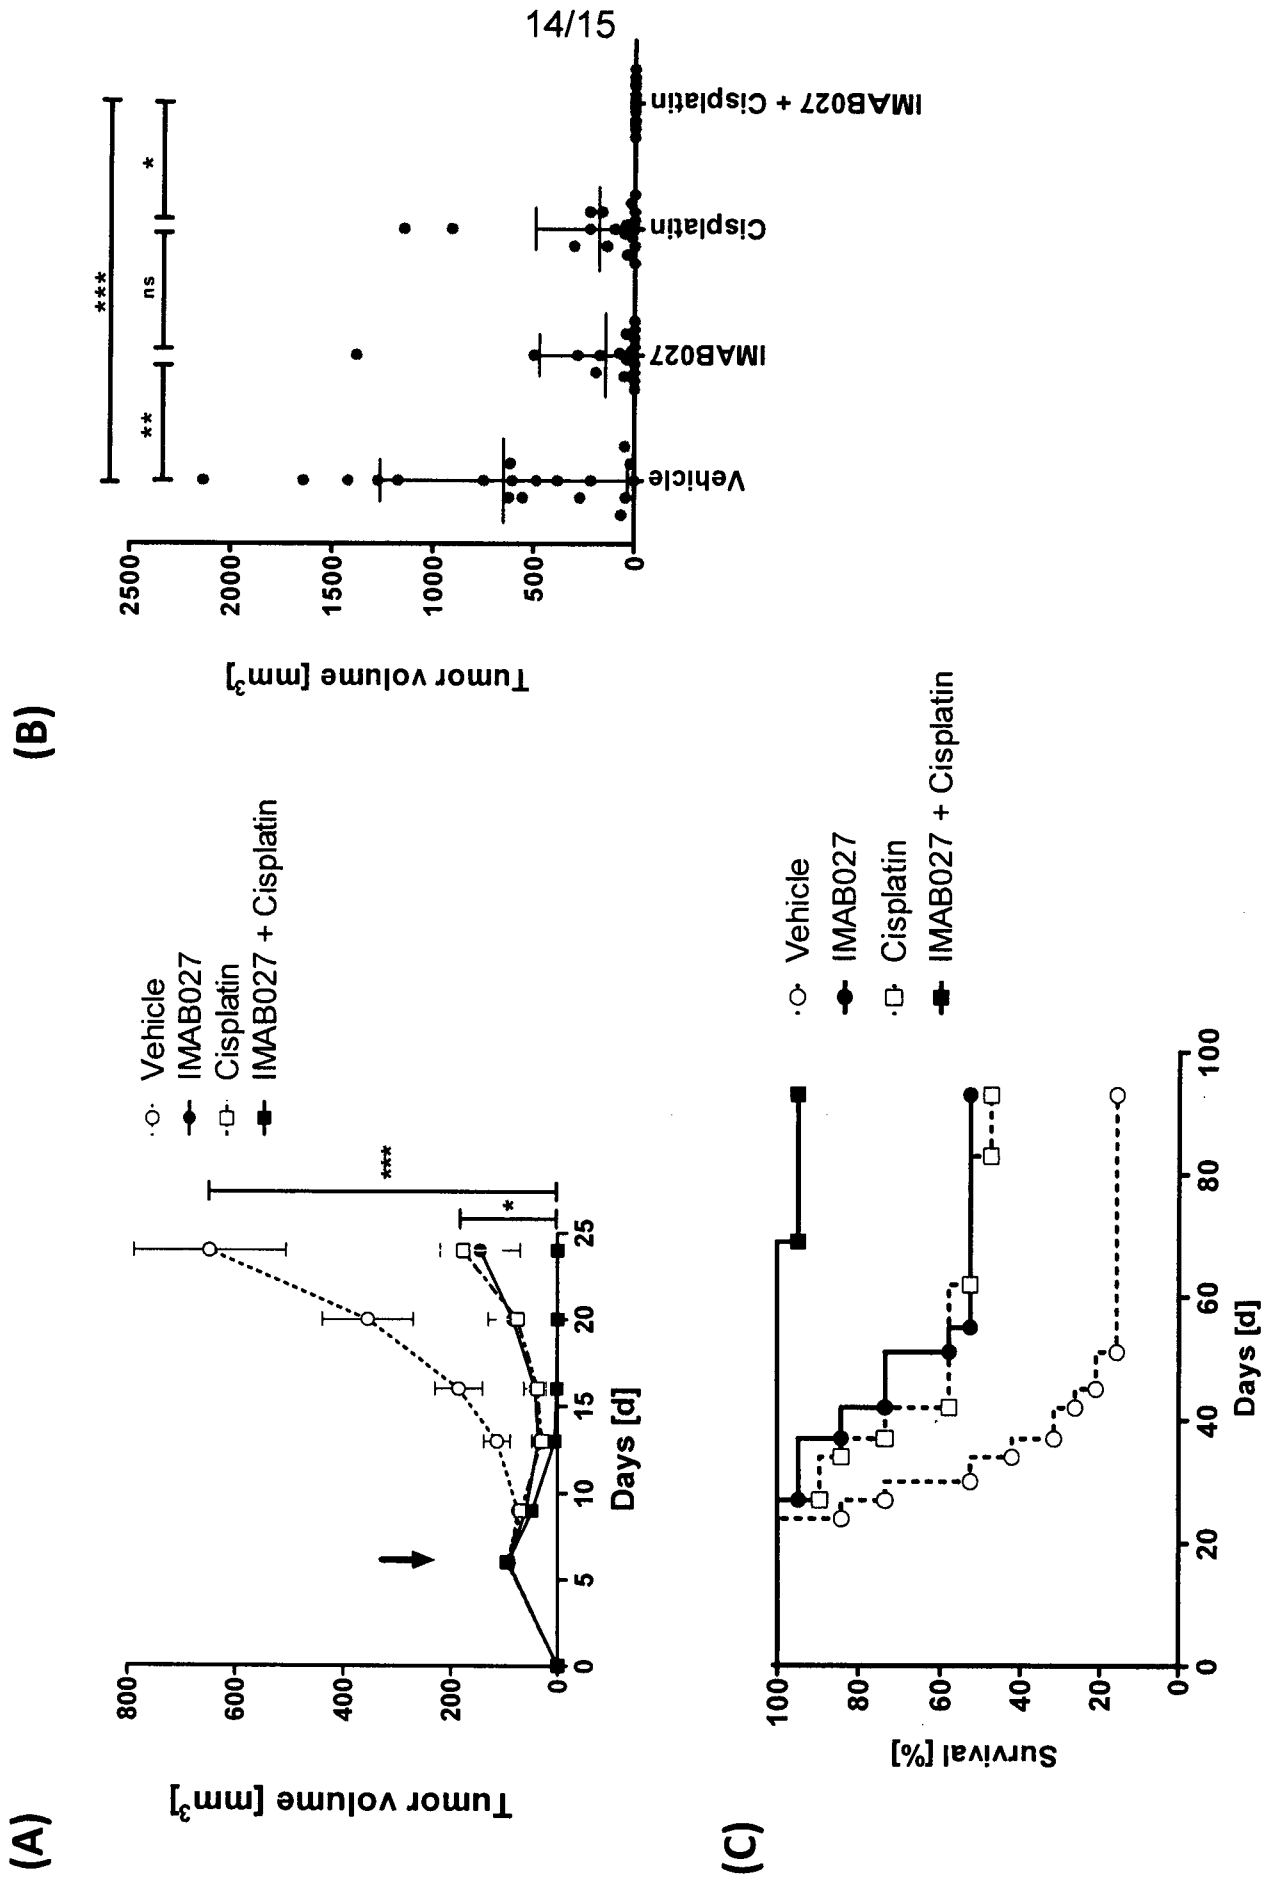 14/15
(A)
Tumor volume [mm³]
800
600
400
200
0
0
5
10
15
20
25
Days [d]
***
*
Vehicle
IMAB027
Cisplatin
IMAB027 + Cisplatin
(B)
Tumor volume [mm³]
2500
2000
1500
1000
500
0
***
**
ns
*
Vehicle
IMAB027
Cisplatin
IMAB027 + Cisplatin
(C)
Survival [%]
100
80
60
40
20
0
0
20
40
60
80
100
Days [d]
Vehicle
IMAB027
Cisplatin
IMAB027 + Cisplatin